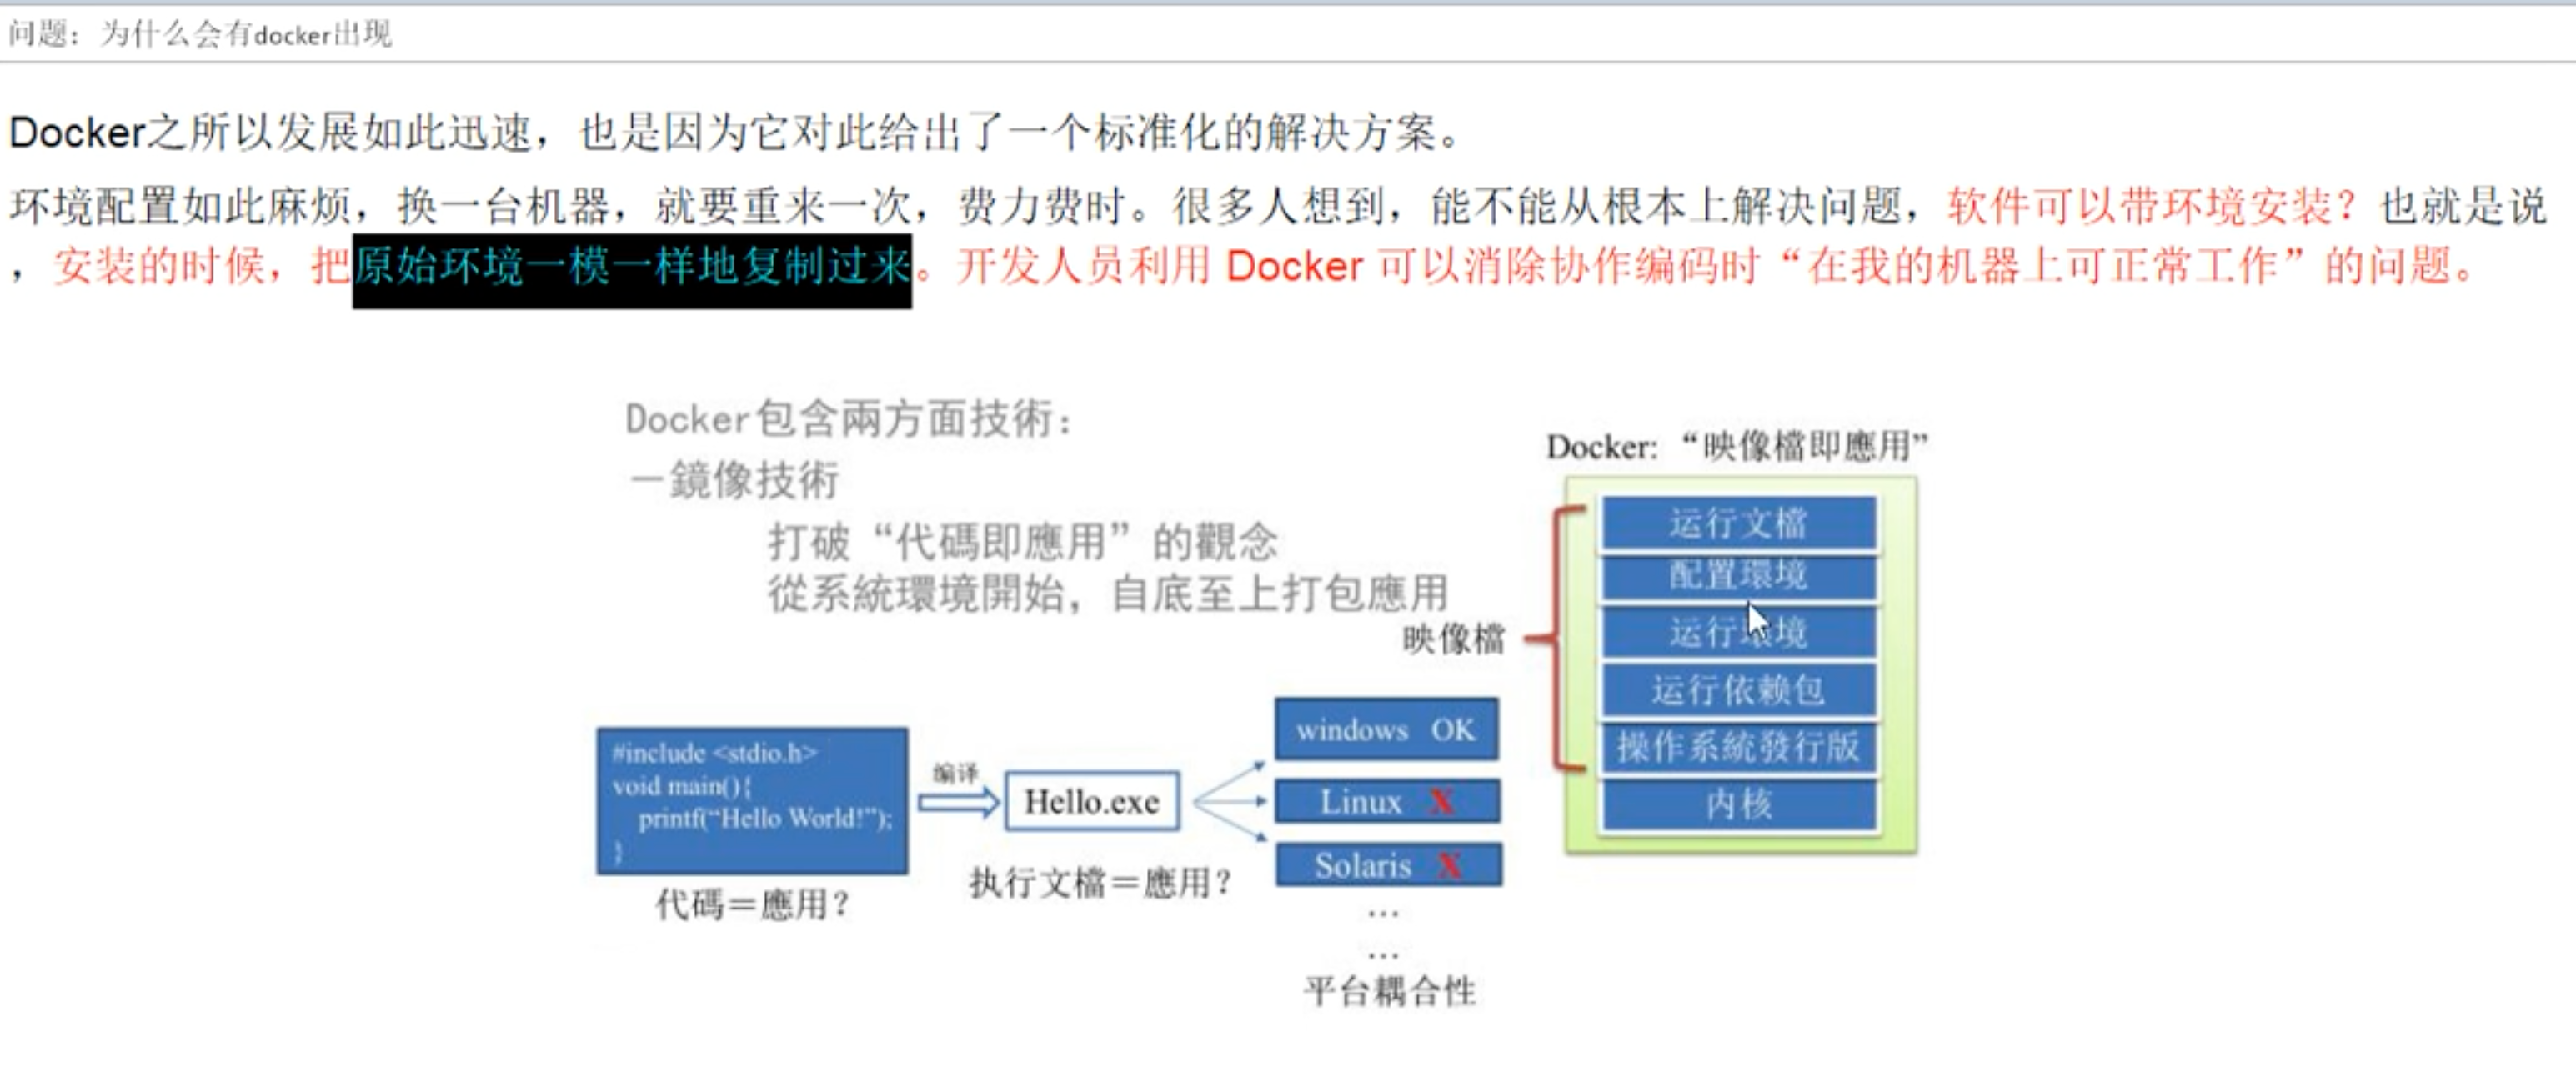 问题：为什么会有docker出现
Docker之所以发展如此迅速，也是因为它对此给出了一个标准化的解决方案。
环境配置如此麻烦，换一台机器，就要重来一次，费力费时。很多人想到，能不能从根本上解决问题，软件可以带环境安装？也就是说
，安装的时候，把原始环境一模一样地复制过来。开发人员利用 Docker 可以消除协作编码时“在我的机器上可正常工作”的问题。
Docker包含兩方面技術：
－鏡像技術
打破“代碼即應用”的觀念
從系統環境開始，自底至上打包應用
#include <stdio.h>
void main(){
printf(“Hello World!”);
}
代碼＝應用？
编译
Hello.exe
执行文檔＝應用？
windows OK
Linux X
Solaris X
…
…
平台耦合性
Docker: “映像檔即應用”
映像檔
运行文檔
配置環境
运行環境
运行依赖包
操作系統發行版
内核